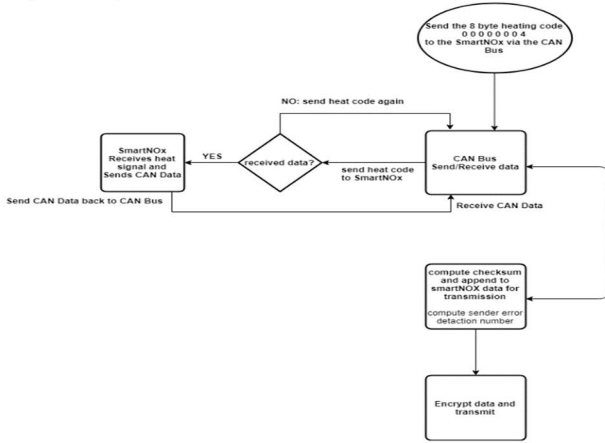 Send the 8 byte heating code
0 0 0 0 0 0 0 4
to the SmartNOx via the CAN
Bus
NO: send heat code again
SmartNOx
Receives heat
signal and
Sends CAN Data
YES
received data?
send heat code
to SmartNOx
CAN Bus
Send/Receive data
Send CAN Data back to CAN Bus
Receive CAN Data
compute checksum
and append to
smartNOX data for
transmission
compute sender error
detaction number
Encrypt data and
transmit